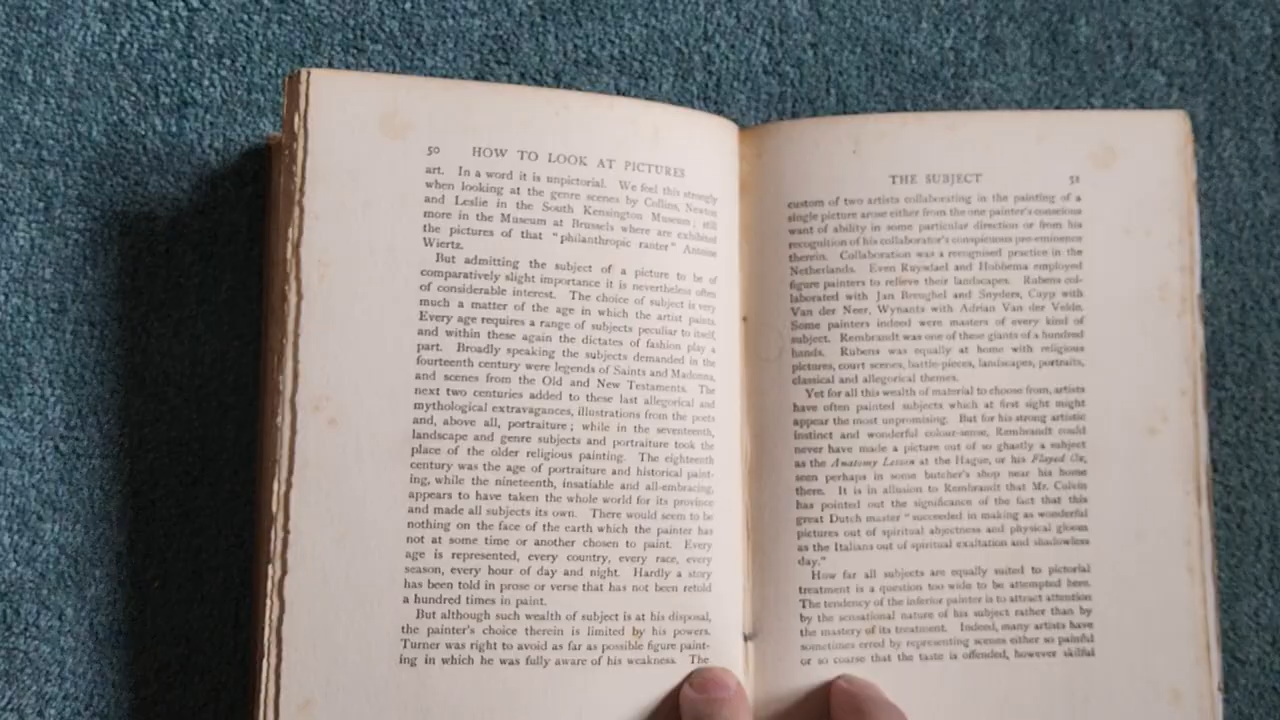 50 HOW TO LOOK AT PICTURES
art. In a word it is unpictorial. We feel this strongly
when looking at the genre scenes by Collins, Newton
and Leslie in the South Kensington Museum; still
more in the Museum at Brussels where are exhibited
the pictures of that "philanthropic ranter" Antoine
Wiertz.
But admitting the subject of a picture to be of
comparatively slight importance it is nevertheless often
of considerable interest. The choice of subject is very
much a matter of the age in which the artist paints.
Every age requires a range of subjects peculiar to itself,
and within these again the dictates of fashion play a
part. Broadly speaking the subjects demanded in the
fourteenth century were legends of Saints and Madonna,
and scenes from the Old and New Testaments. The
next two centuries added to these last allegorical and
mythological extravagances, illustrations from the poets
and, above all, portraiture; while in the seventeenth,
landscape and genre subjects and portraiture took the
place of the older religious painting. The eighteenth
century was the age of portraiture and historical paint-
ing, while the nineteenth, insatiable and all-embracing,
appears to have taken the whole world for its province
and made all subjects its own. There would seem to be
nothing on the face of the earth which the painter has
not at some time or another chosen to paint. Every
age is represented, every country, every race, every
season, every hour of day and night. Hardly a story
has been told in prose or verse that has not been retold
a hundred times in paint.
But although such wealth of subject is at his disposal,
the painter's choice therein is limited by his powers.
Turner was right to avoid as far as possible figure paint-
ing in which he was fully aware of his weakness. The
THE SUBJECT 51
custom of two artists collaborating in the painting of a
single picture arose either from the one painter's conscious
want of ability in some particular direction or from his
recognition of his collaborator's conspicuous pre-eminence
therein. Collaboration was a recognised practice in the
Netherlands. Even Ruysdael and Hobbema employed
figure painters to relieve their landscapes. Rubens col-
laborated with Jan Breughel and Snyders, Cuyp with
Van der Neer, Wynants with Adrian Van der Velde.
Some painters indeed were masters of every kind of
subject. Rembrandt was one of these giants of a hundred
hands. Rubens was equally at home with religious
pictures, court scenes, battle-pieces, landscapes, portraits,
classical and allegorical themes.
Yet for all this wealth of material to choose from, artists
have often painted subjects which at first sight might
appear the most unpromising. But for his strong artistic
instinct and wonderful colour-sense, Rembrandt could
never have made a picture out of so ghastly a subject
as the Anatomy Lesson at the Hague, or his Flayed Ox,
seen perhaps in some butcher's shop near his home
there. It is in allusion to Rembrandt that Mr. Colvin
has pointed out the significance of the fact that this
great Dutch master "succeeded in making as wonderful
pictures out of spiritual abjectness and physical gloom
as the Italians out of spiritual exaltation and shadowless
day."
How far all subjects are equally suited to pictorial
treatment is a question too wide to be attempted here.
The tendency of the inferior painter is to attract attention
by the sensational nature of his subject rather than by
the mastery of its treatment. Indeed, many artists have
sometimes erred by representing scenes either so painful
or so coarse that the taste is offended, however skilful